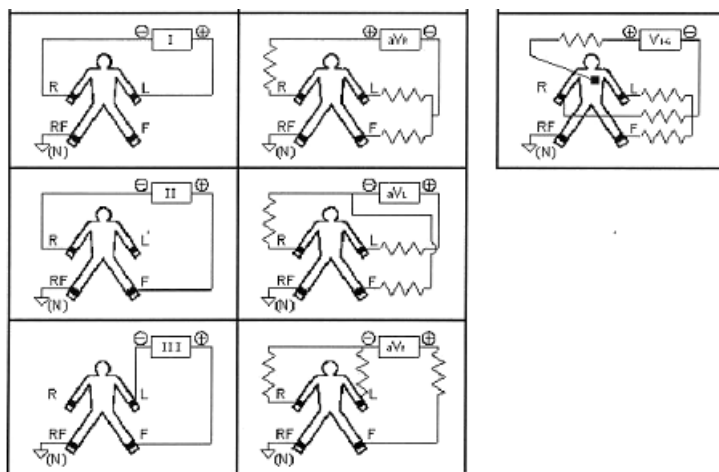 ⊖ I ⊕
R L
RF F
(N)
⊕ aVR ⊖
R L
RF F
(N)
⊕ V1-6 ⊖
R L
RF F
(N)
⊖ II ⊕
R L
RF F
(N)
⊖ aVL ⊕
R L
RF F
(N)
⊖ III ⊕
R L
RF F
(N)
⊖ aVF ⊕
R L
RF F
(N)